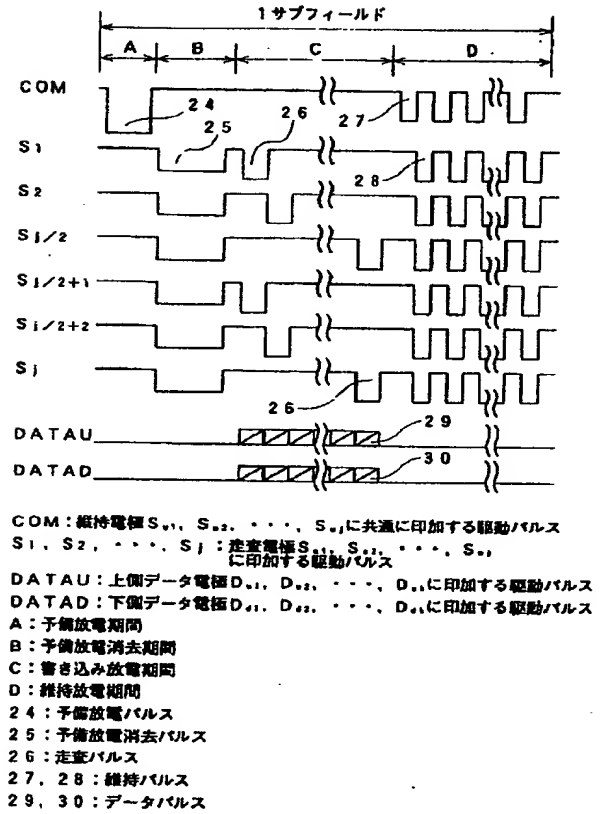 1サブフィールド
A B C D
COM
24
25
26
27
S1
28
S2
Sj/2
Sj/2+1
Sj/2+2
Sj
26
DATAU
29
DATAD
30
COM：維持電極Su1, Su2, ・・・, Sujに共通に印加する駆動パルス
S1, S2, ・・・, Sj：走査電極Ss1, Ss2, ・・・, Ssj
に印加する駆動パルス
DATAU：上側データ電極Du1, Du2, ・・・, Dukに印加する駆動パルス
DATAD：下側データ電極Dd1, Dd2, ・・・, Ddkに印加する駆動パルス
A：予備放電期間
B：予備放電消去期間
C：書き込み放電期間
D：維持放電期間
24：予備放電パルス
25：予備放電消去パルス
26：走査パルス
27, 28：維持パルス
29, 30：データパルス